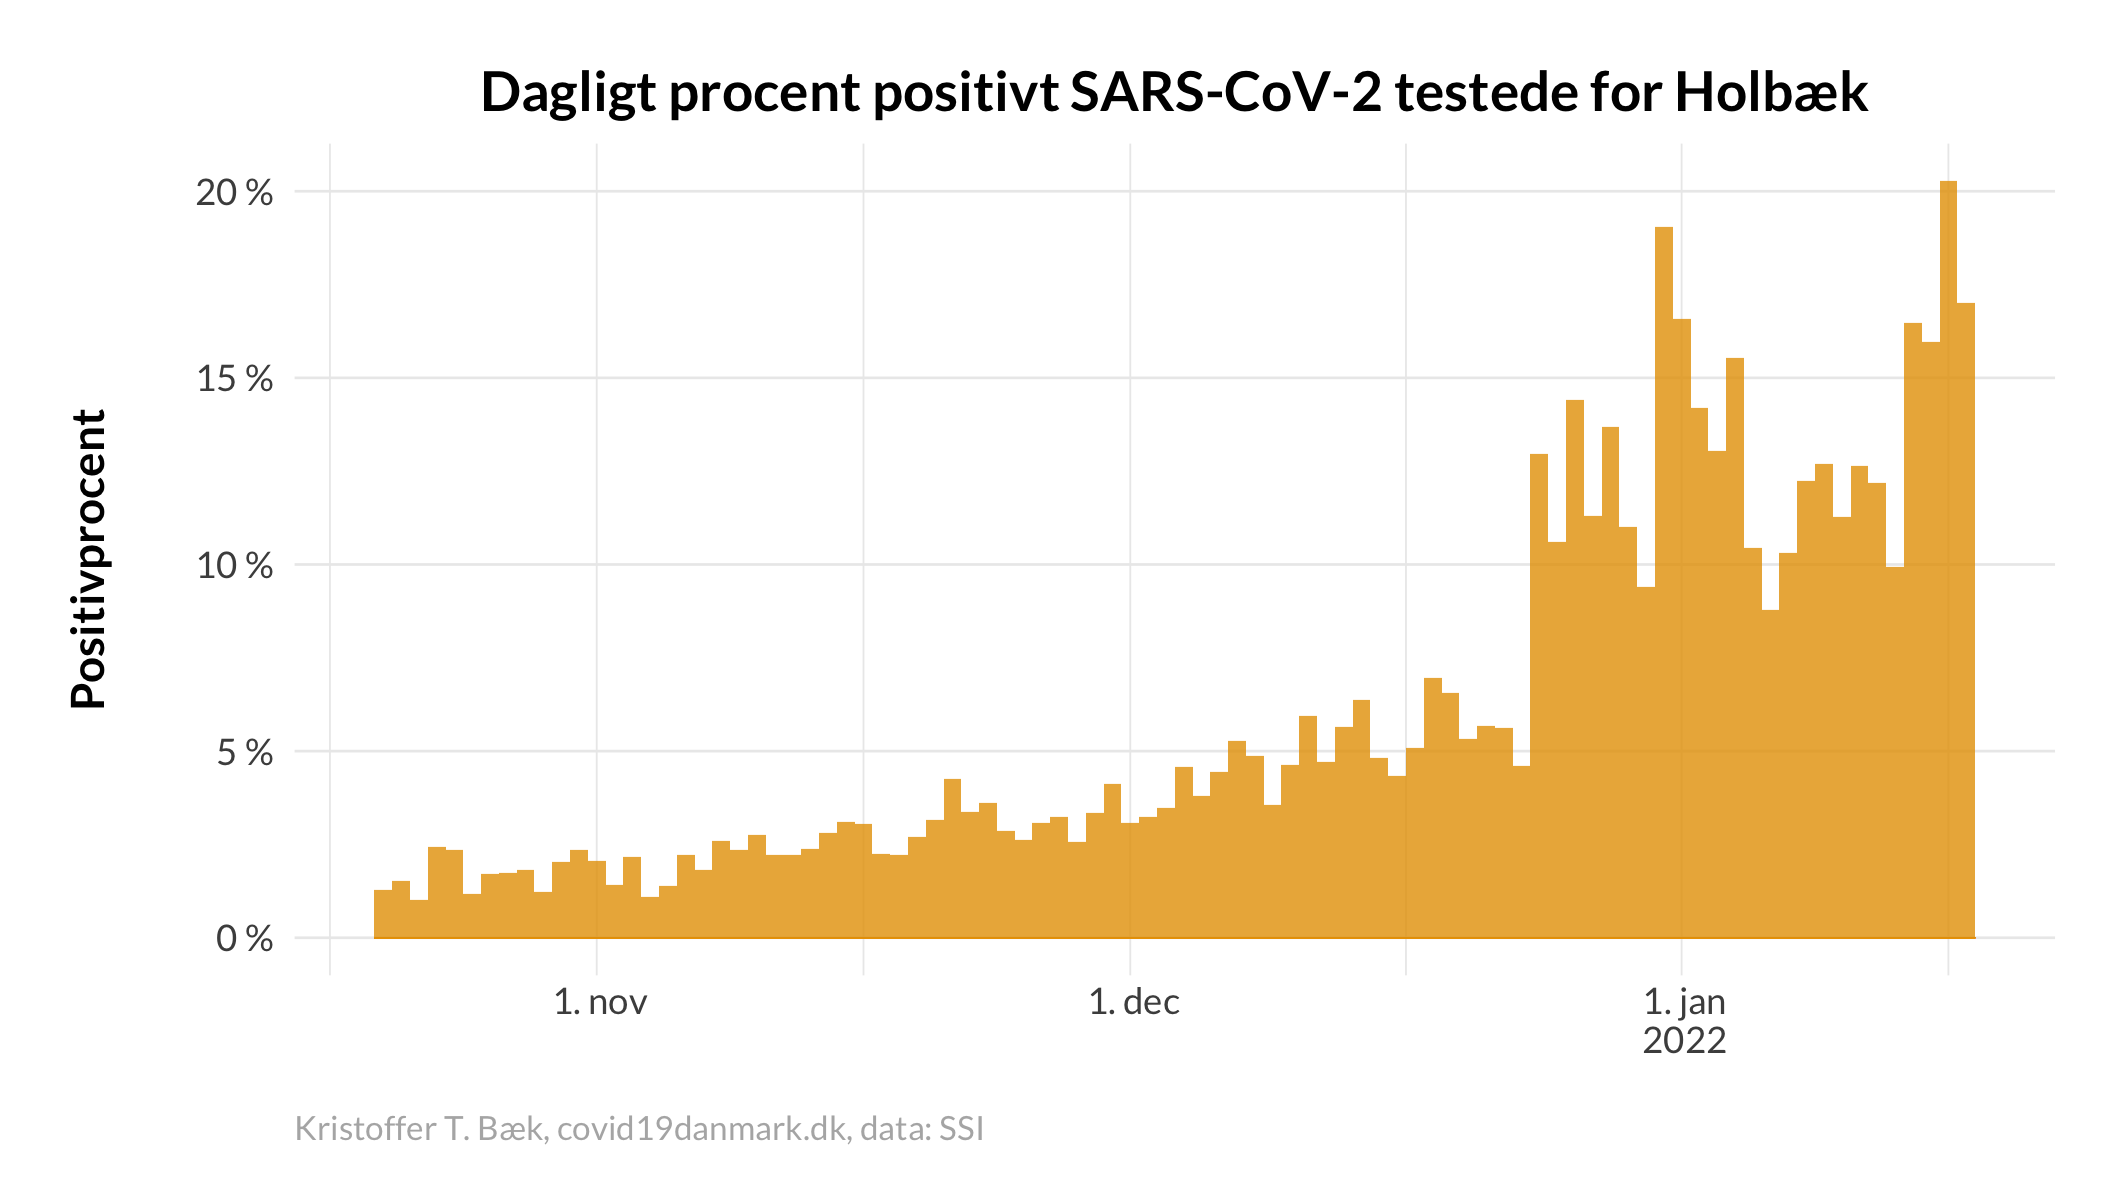 Dagligt procent positivt SARS-CoV-2 testede for Holbæk
Positivprocent
20 %
15 %
10 %
5 %
0 %
1. nov
1. dec
1. jan
2022
Kristoffer T. Bæk, covid19danmark.dk, data: SSI